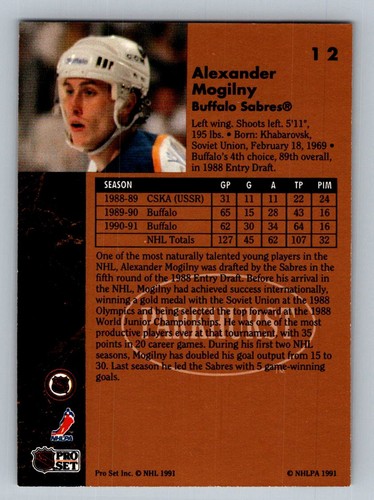 12
Alexander
Mogilny
Buffalo Sabres®
Left wing. Shoots left. 5'11",
195 lbs. • Born: Khabarovsk,
Soviet Union, February 18, 1969 •
Buffalo's 4th choice, 89th overall,
in 1988 Entry Draft.
SEASON GP G A TP PIM
1988-89 CSKA (USSR) 31 11 11 22 24
1989-90 Buffalo 65 15 28 43 16
1990-91 Buffalo 62 30 34 64 16
NHL Totals 127 45 62 107 32
One of the most naturally talented young players in the
NHL, Alexander Mogilny was drafted by the Sabres in the
fifth round of the 1988 Entry Draft. Before his arrival in
the NHL, Mogilny had achieved success internationally,
winning a gold medal with the Soviet Union at the 1988
Olympics and being selected the top forward at the 1988
World Junior Championships. He was one of the most
productive players ever at that tournament, with 35
points in 20 career games. During his first two NHL
seasons, Mogilny has doubled his goal output from 15 to
30. Last season he led the Sabres with 5 game-winning
goals.
PARKHURST
NHLPA
PRO
SET
Pro Set Inc. © NHL 1991
© NHLPA 1991